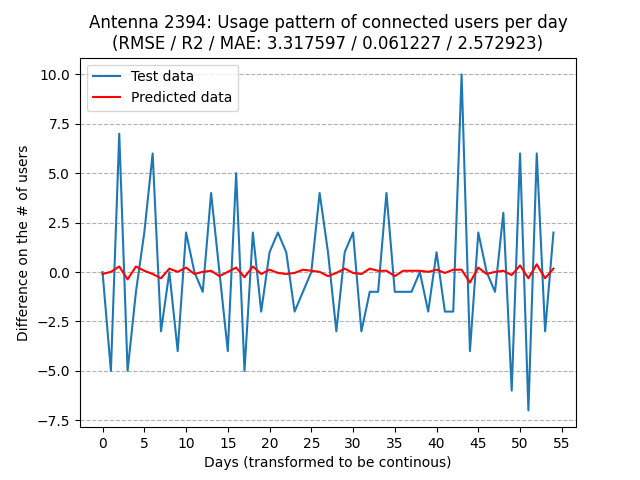 Antenna 2394: Usage pattern of connected users per day
(RMSE / R2 / MAE: 3.317597 / 0.061227 / 2.572923)
Test data
Predicted data
Difference on the # of users
10.0
7.5
5.0
2.5
0.0
−2.5
−5.0
−7.5
0 5 10 15 20 25 30 35 40 45 50 55
Days (transformed to be continous)